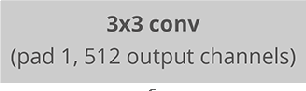 3x3 conv
(pad 1, 512 output channels)